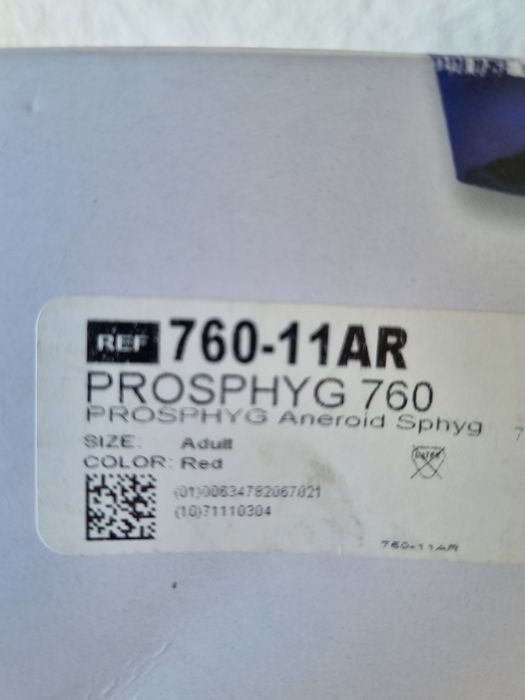 REF 760-11AR
PROSPHYG 760
PROSPHYG Aneroid Sphyg
SIZE: Adult
COLOR: Red
(01)00634782067021
(10)71110304
760-11AR